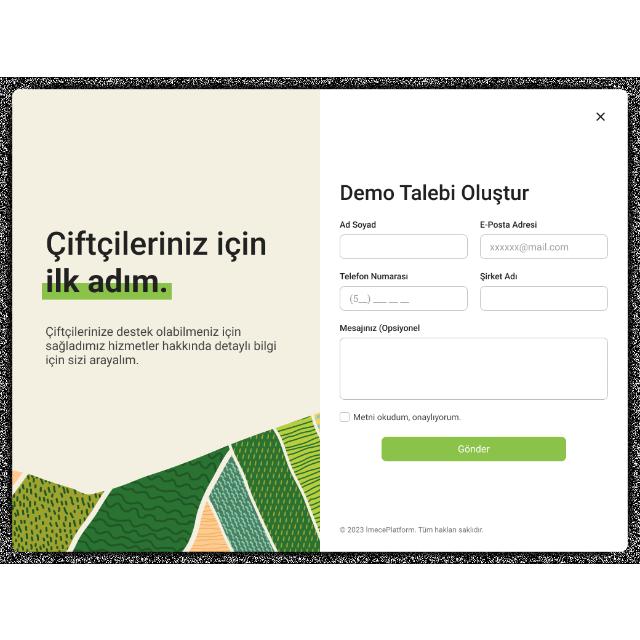 Çiftçileriniz için
ilk adım.
Çiftçilerinize destek olabilmeniz için
sağladımız hizmetler hakkında detaylı bilgi
için sizi arayalım.
Demo Talebi Oluştur
Ad Soyad
E-Posta Adresi
xxxxxx@mail.com
Telefon Numarası
Şirket Adı
(5__) ___ __ __
Mesajınız (Opsiyonel
Metni okudum, onaylıyorum.
Gönder
© 2023 İmecePlatform. Tüm hakları saklıdır.